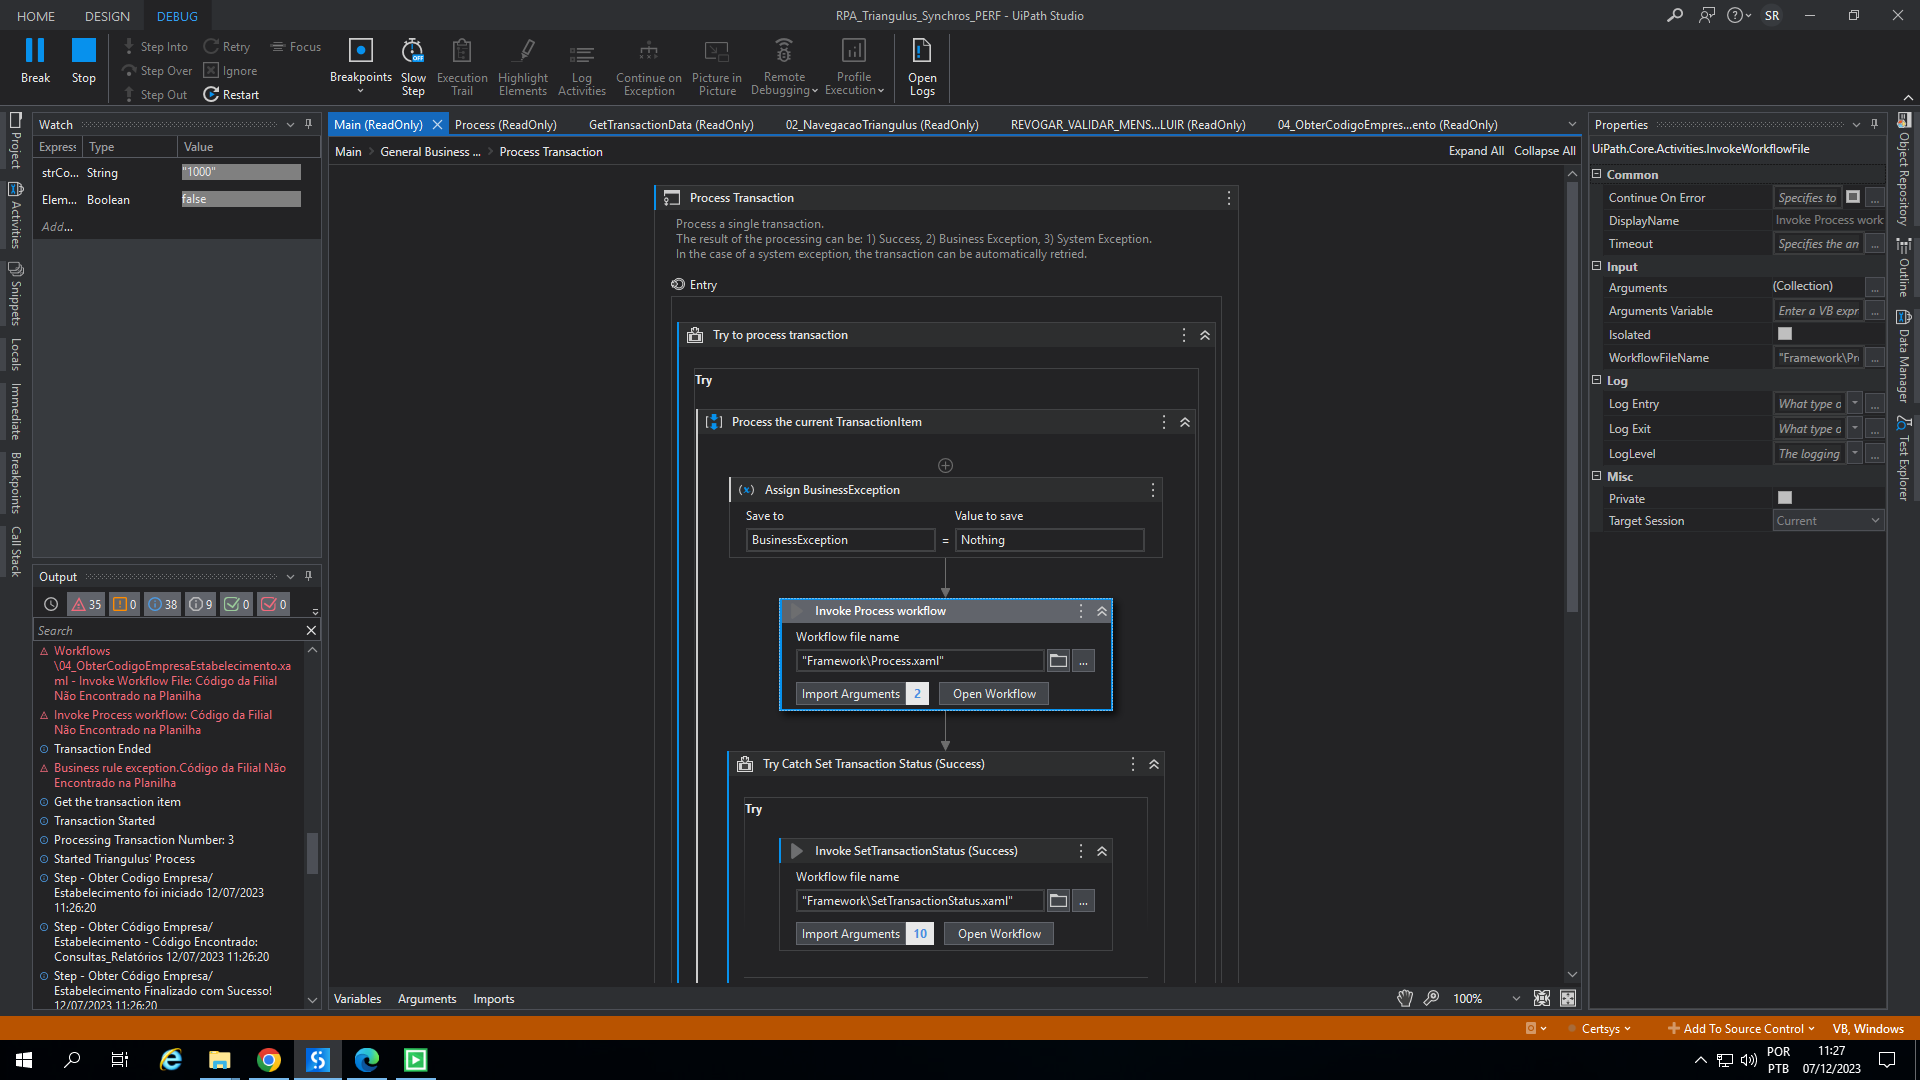 HOME DESIGN DEBUG
RPA_Triangulus_Synchros_PERF - UiPath Studio
SR
Break
Stop
Step Into
Step Over
Step Out
Retry
Ignore
Restart
Focus
Breakpoints
Slow Step
Execution Trail
Highlight Elements
Log Activities
Continue on Exception
Picture in Picture
Remote Debugging
Profile Execution
Open Logs
Project
Activities
Snippets
Locals
Immediate
Breakpoints
Call Stack
Watch
Express Type Value
strCo... String "1000"
Elem... Boolean false
Add...
Output
35 0 38 9 0 0
Search
Workflows
\04_ObterCodigoEmpresaEstabelecimento.xa
ml - Invoke Workflow File: Código da Filial
Não Encontrado na Planilha
Invoke Process workflow: Código da Filial
Não Encontrado na Planilha
Transaction Ended
Business rule exception.Código da Filial Não
Encontrado na Planilha
Get the transaction item
Transaction Started
Processing Transaction Number: 3
Started Triangulus' Process
Step - Obter Codigo Empresa/
Estabelecimento foi iniciado 12/07/2023
11:26:20
Step - Obter Código Empresa/
Estabelecimento - Código Encontrado:
Consultas_Relatórios 12/07/2023 11:26:20
Step - Obter Código Empresa/
Estabelecimento Finalizado com Sucesso!
12/07/2023 11:26:20
Main (ReadOnly) Process (ReadOnly) GetTransactionData (ReadOnly) 02_NavegacaoTriangulus (ReadOnly) REVOGAR_VALIDAR_MENS...LUIR (ReadOnly) 04_ObterCodigoEmpres...ento (ReadOnly)
Main General Business ... Process Transaction
Expand All Collapse All
Process Transaction
Process a single transaction.
The result of the processing can be: 1) Success, 2) Business Exception, 3) System Exception.
In the case of a system exception, the transaction can be automatically retried.
Entry
Try to process transaction
Try
Process the current TransactionItem
(x) Assign BusinessException
Save to Value to save
BusinessException = Nothing
Invoke Process workflow
Workflow file name
"Framework\Process.xaml" ...
Import Arguments 2 Open Workflow
Try Catch Set Transaction Status (Success)
Try
Invoke SetTransactionStatus (Success)
Workflow file name
"Framework\SetTransactionStatus.xaml" ...
Import Arguments 10 Open Workflow
Variables Arguments Imports
100%
Properties
UiPath.Core.Activities.InvokeWorkflowFile
Common
Continue On Error Specifies to ...
DisplayName Invoke Process work
Timeout Specifies the an ...
Input
Arguments (Collection) ...
Arguments Variable Enter a VB expr ...
Isolated
WorkflowFileName "Framework\Pr ...
Log
Log Entry What type o ...
Log Exit What type o ...
LogLevel The logging ...
Misc
Private
Target Session Current
Object Repository
Outline
Data Manager
Test Explorer
Certsys
Add To Source Control
VB, Windows
POR
PTB
11:27
07/12/2023